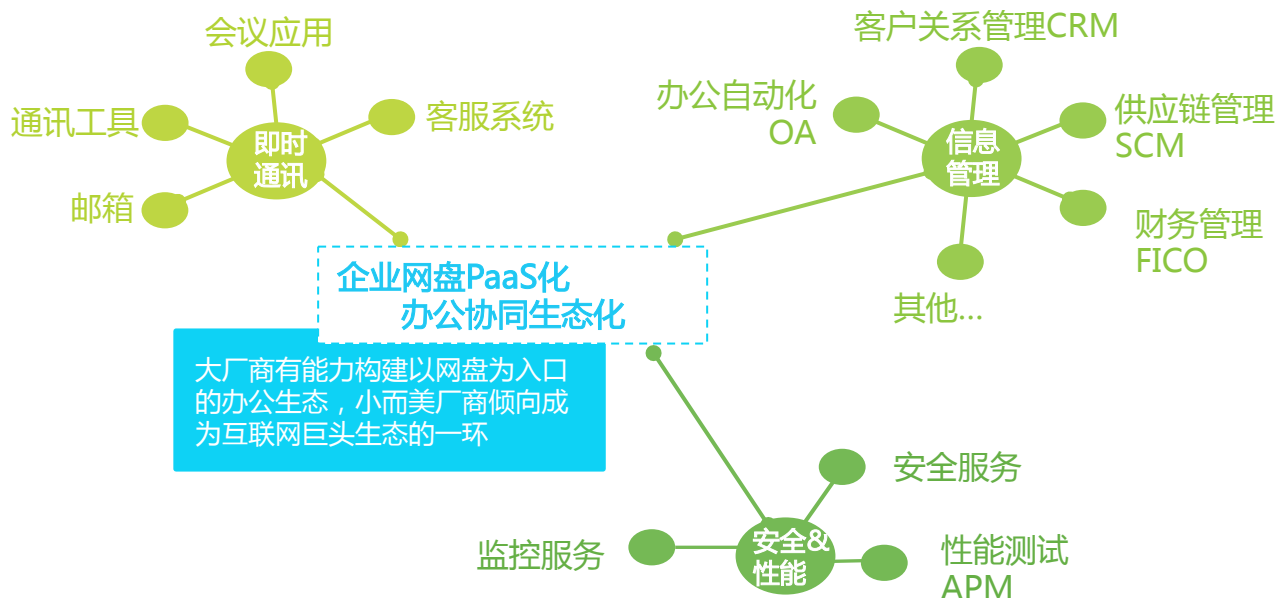 会议应用
通讯工具
客服系统
即时
通讯
邮箱
客户关系管理CRM
办公自动化
OA
供应链管理
SCM
信息
管理
财务管理
FICO
其他...
企业网盘PaaS化
办公协同生态化
大厂商有能力构建以网盘为入口
的办公生态，小而美厂商倾向成
为互联网巨头生态的一环
安全服务
监控服务
安全&
性能
性能测试
APM